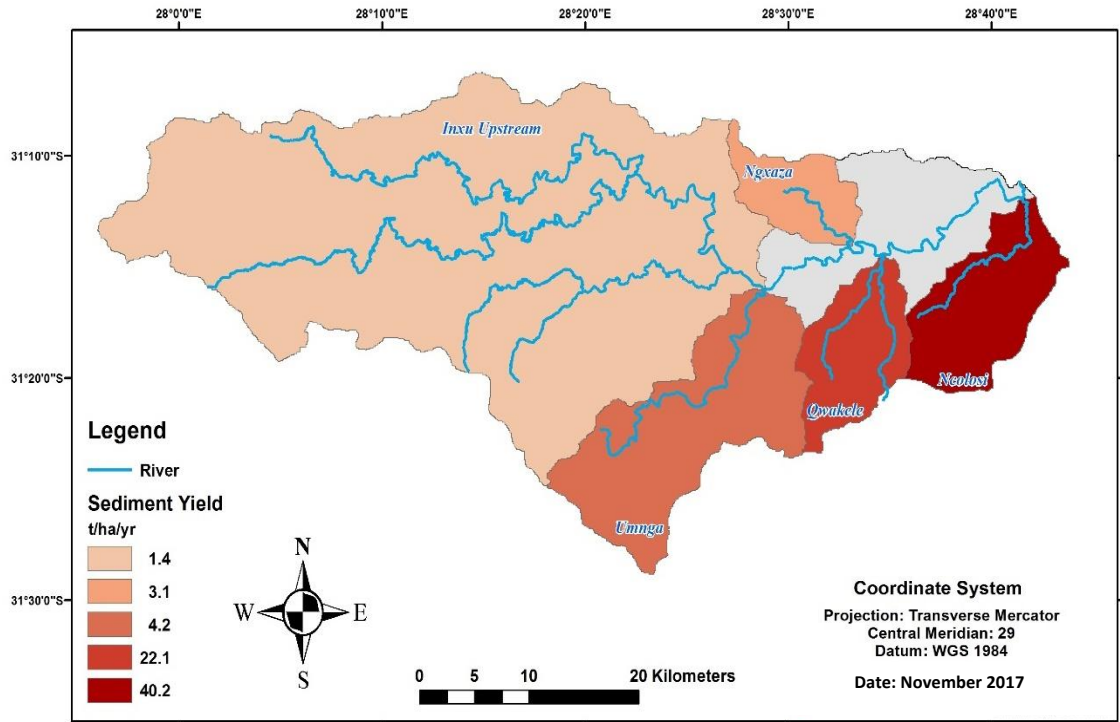 28°0'0"E 28°10'0"E 28°20'0"E 28°30'0"E 28°40'0"E
Inxu Upstream
31°10'0"S
Ngxaza
31°20'0"S
Ncolosi
Qwakele
Legend
River
Sediment Yield
Umnga
t/ha/yr
N
1.4
3.1
31°30'0"S
W E
4.2
S
22.1
40.2
Coordinate System
Projection: Transverse Mercator
Central Meridian: 29
Datum: WGS 1984
0 5 10 20 Kilometers
Date: November 2017